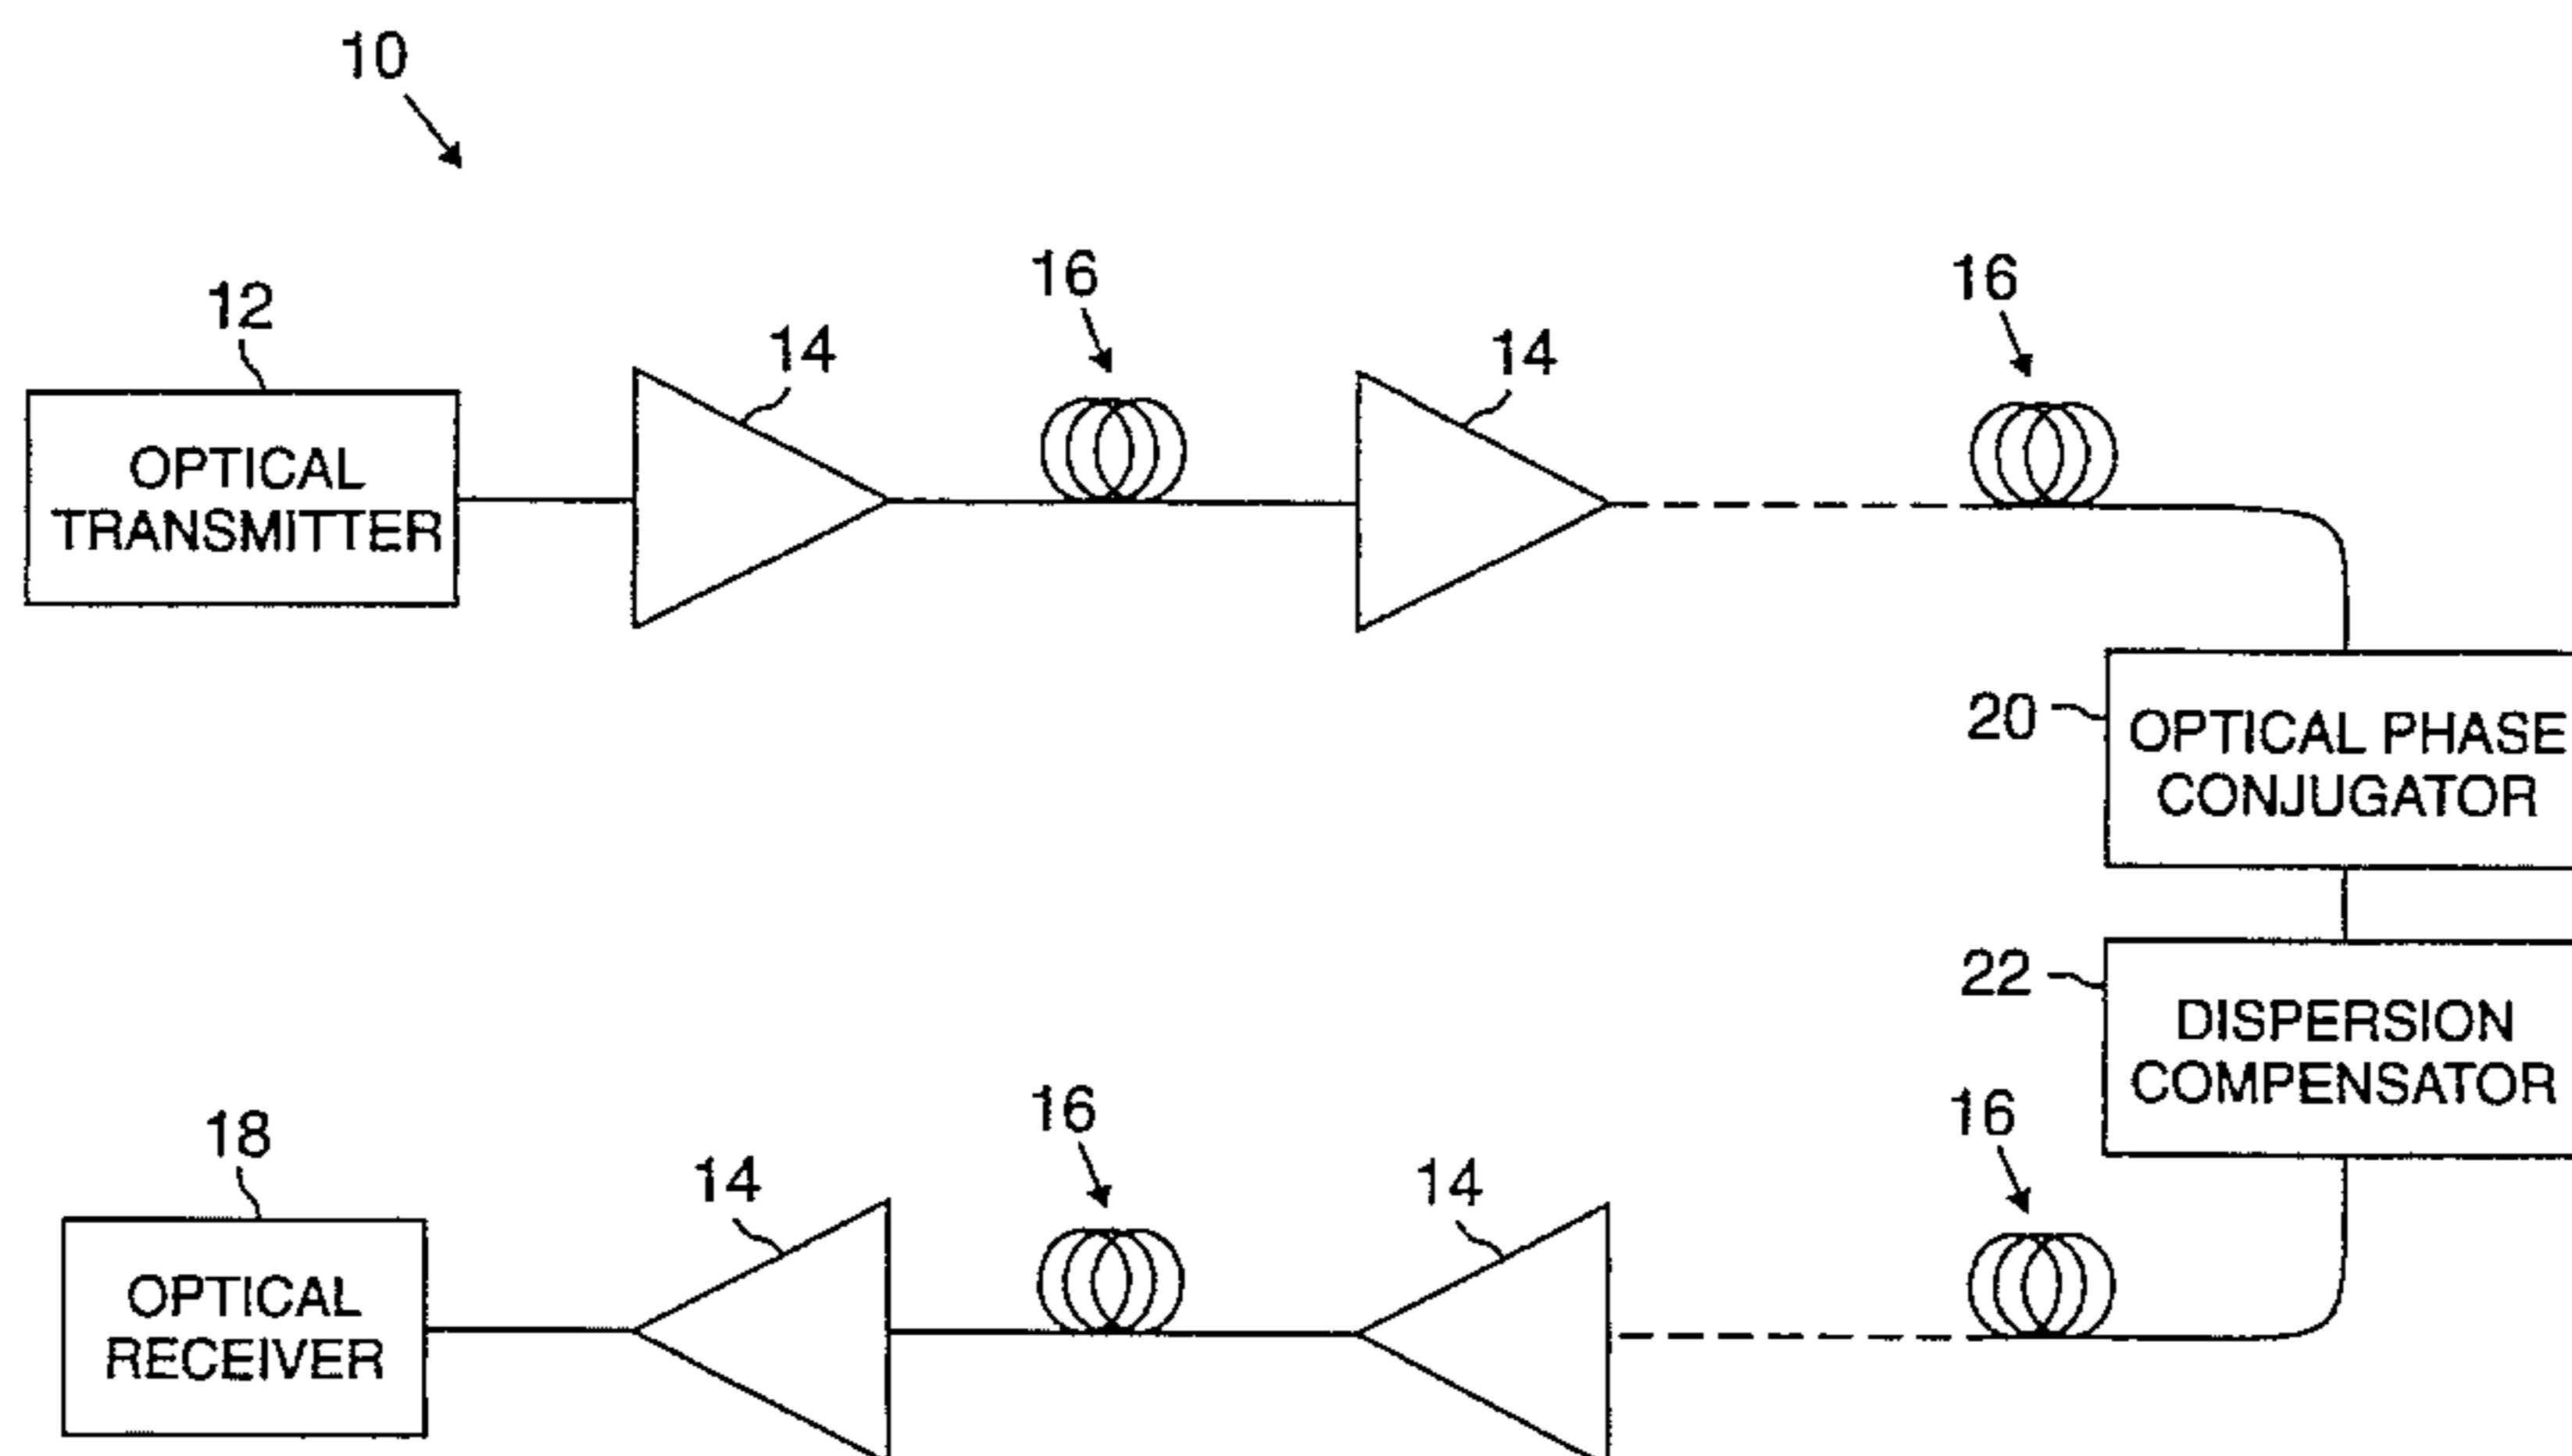 10
12
14
16
14
16
OPTICAL
TRANSMITTER
20
OPTICAL PHASE
CONJUGATOR
22
DISPERSION
COMPENSATOR
18
14
16
14
16
OPTICAL
RECEIVER